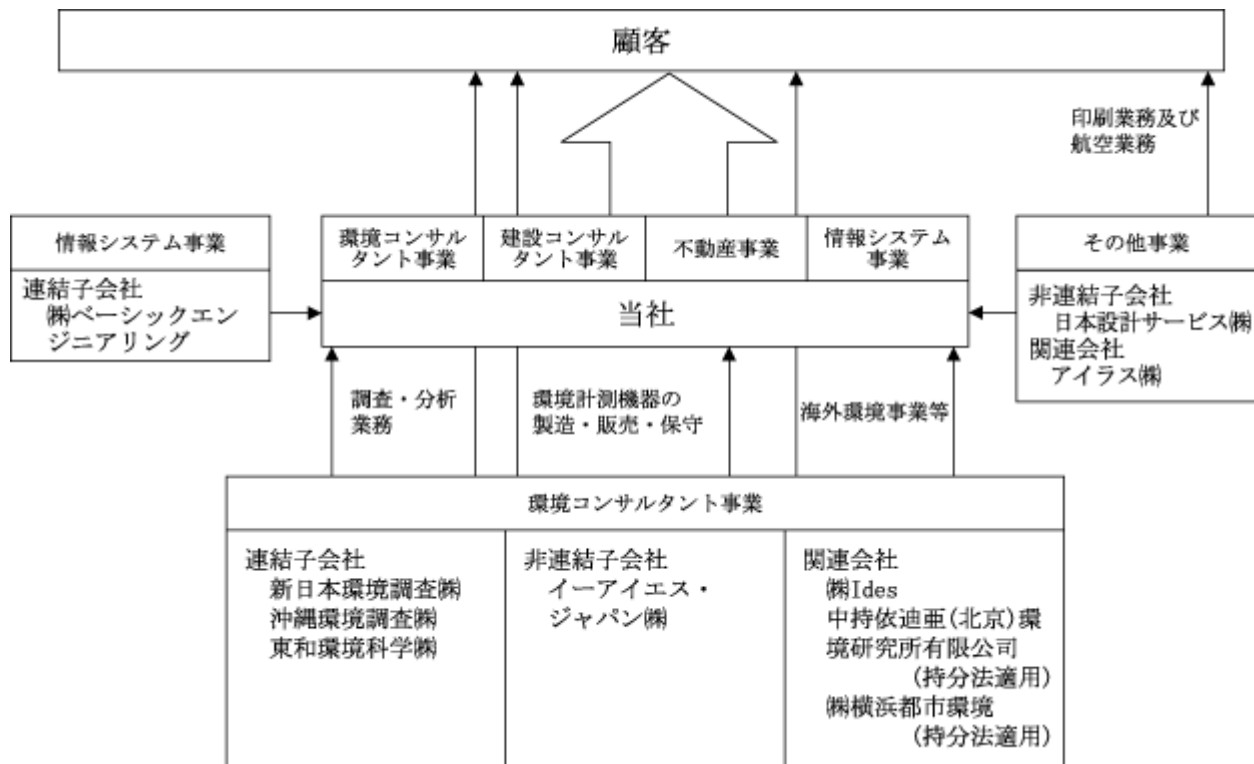 顧客
印刷業務及び
航空業務
情報システム事業
連結子会社
㈱ベーシックエン
ジニアリング
環境コンサル
タント事業
建設コンサル
タント事業
不動産事業
情報システム
事業
当社
その他事業
非連結子会社
日本設計サービス㈱
関連会社
アイラス㈱
調査・分析
業務
環境計測機器の
製造・販売・保守
海外環境事業等
環境コンサルタント事業
連結子会社
新日本環境調査㈱
沖縄環境調査㈱
東和環境科学㈱
非連結子会社
イーアイエス・
ジャパン㈱
関連会社
㈱Ides
中持依迪亜(北京)環
境研究所有限公司
(持分法適用)
㈱横浜都市環境
(持分法適用)